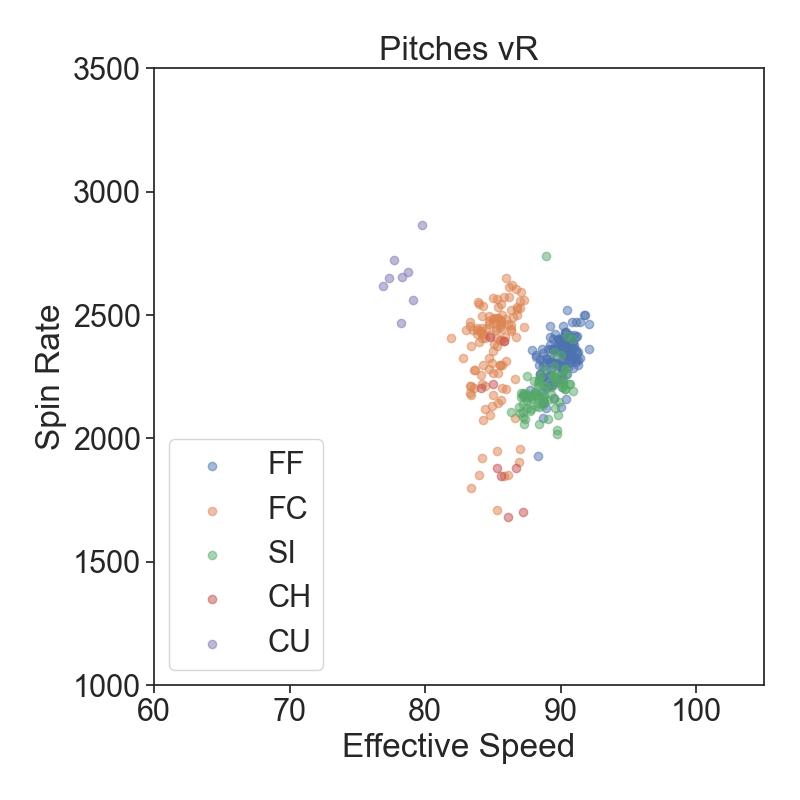 Pitches vR
3500
3000
2500
2000
1500
1000
Spin Rate
FF
FC
SI
CH
CU
60 70 80 90 100
Effective Speed